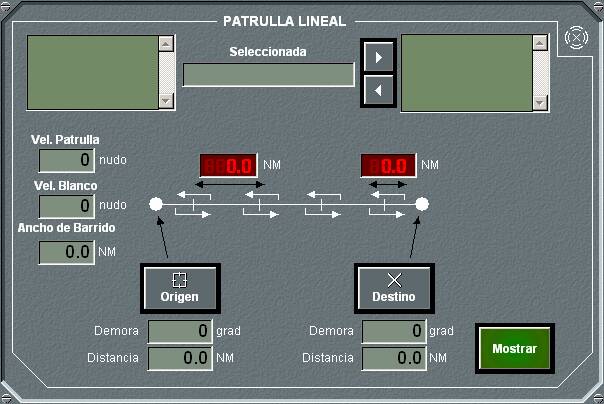 PATRULLA LINEAL
Seleccionada
Vel. Patrulla
0 nudo
0.0 NM
0.0 NM
Vel. Blanco
0 nudo
Ancho de Barrido
0.0 NM
Origen
Destino
Demora 0 grad
Demora 0 grad
Distancia 0.0 NM
Distancia 0.0 NM
Mostrar